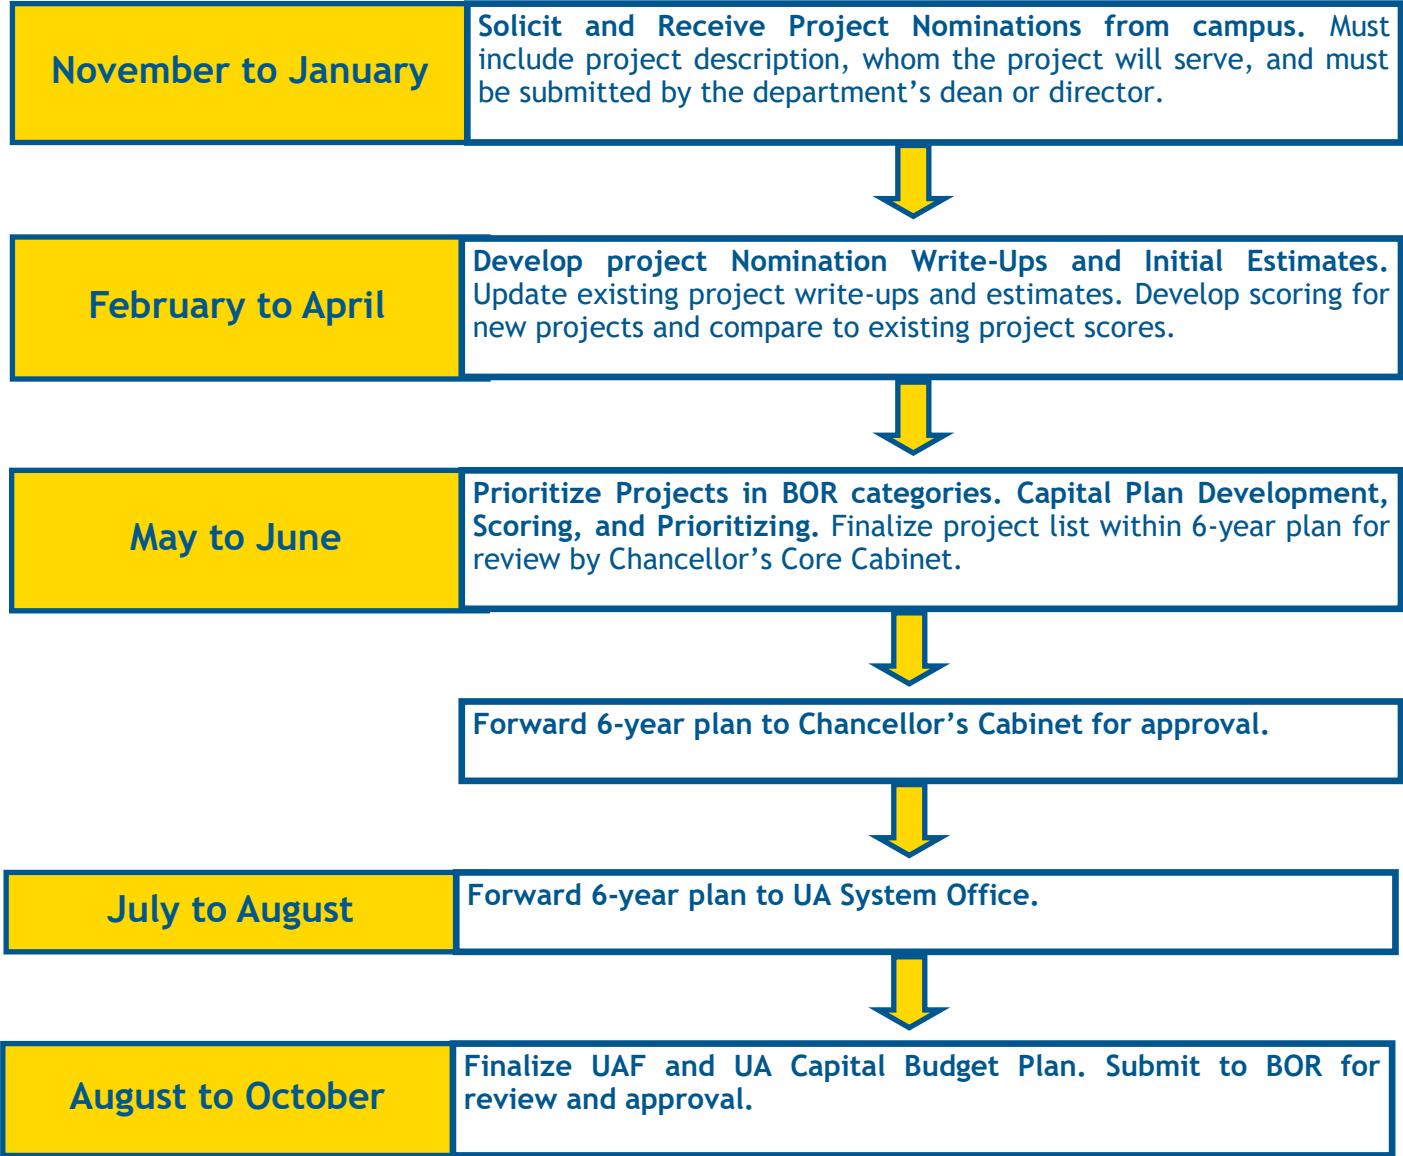 November to January
Solicit and Receive Project Nominations from campus. Must
include project description, whom the project will serve, and must
be submitted by the department’s dean or director.
February to April
Develop project Nomination Write-Ups and Initial Estimates.
Update existing project write-ups and estimates. Develop scoring for
new projects and compare to existing project scores.
May to June
Prioritize Projects in BOR categories. Capital Plan Development,
Scoring, and Prioritizing. Finalize project list within 6-year plan for
review by Chancellor’s Core Cabinet.
Forward 6-year plan to Chancellor’s Cabinet for approval.
July to August
Forward 6-year plan to UA System Office.
August to October
Finalize UAF and UA Capital Budget Plan. Submit to BOR for
review and approval.